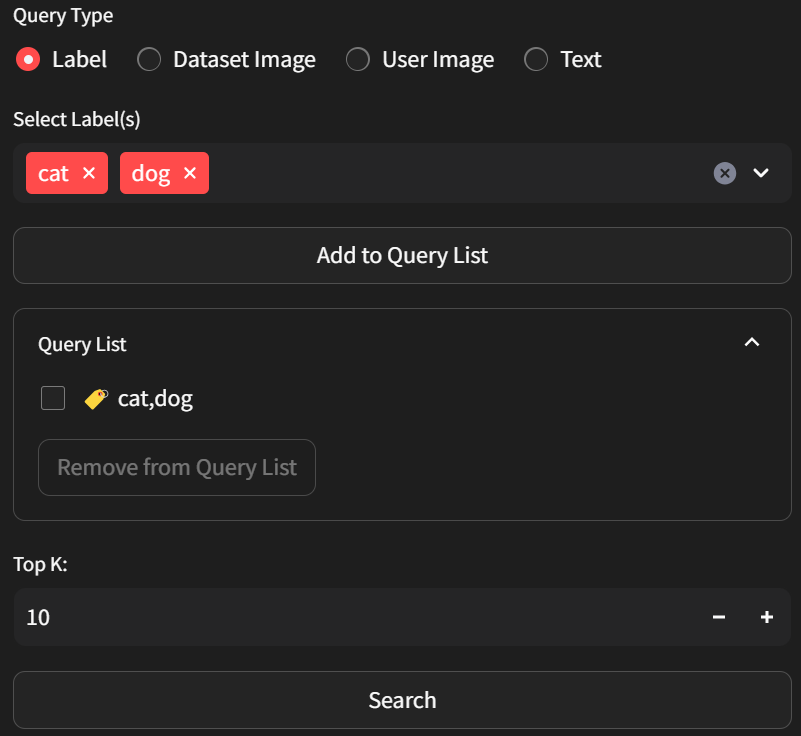 Query Type
Label Dataset Image User Image Text
Select Label(s)
cat × dog ×
Add to Query List
Query List
cat,dog
Remove from Query List
Top K:
10
Search